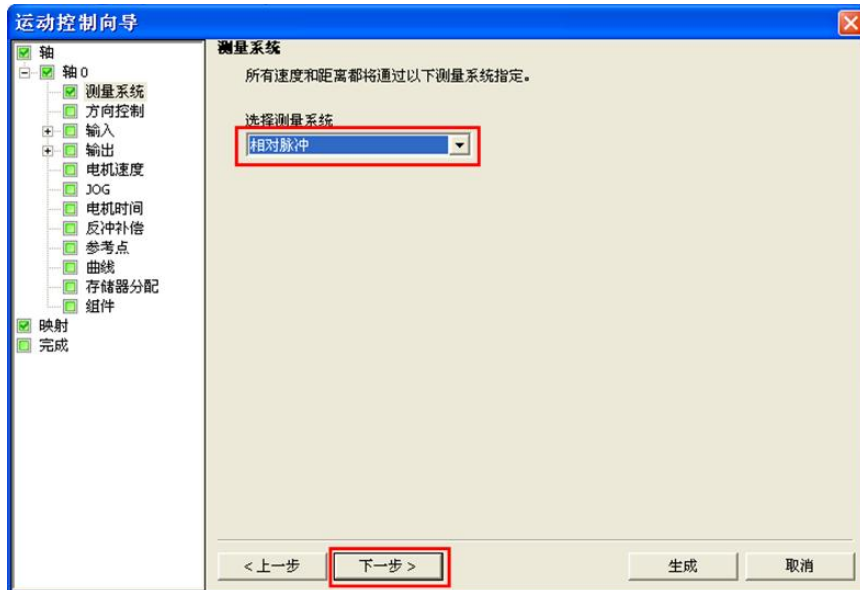 运动控制向导
轴
轴 0
测量系统
方向控制
输入
输出
电机速度
JOG
电机时间
反冲补偿
参考点
曲线
存储器分配
组件
映射
完成
测量系统
所有速度和距离都将通过以下测量系统指定。
选择测量系统
相对脉冲
<上一步
下一步 >
生成
取消